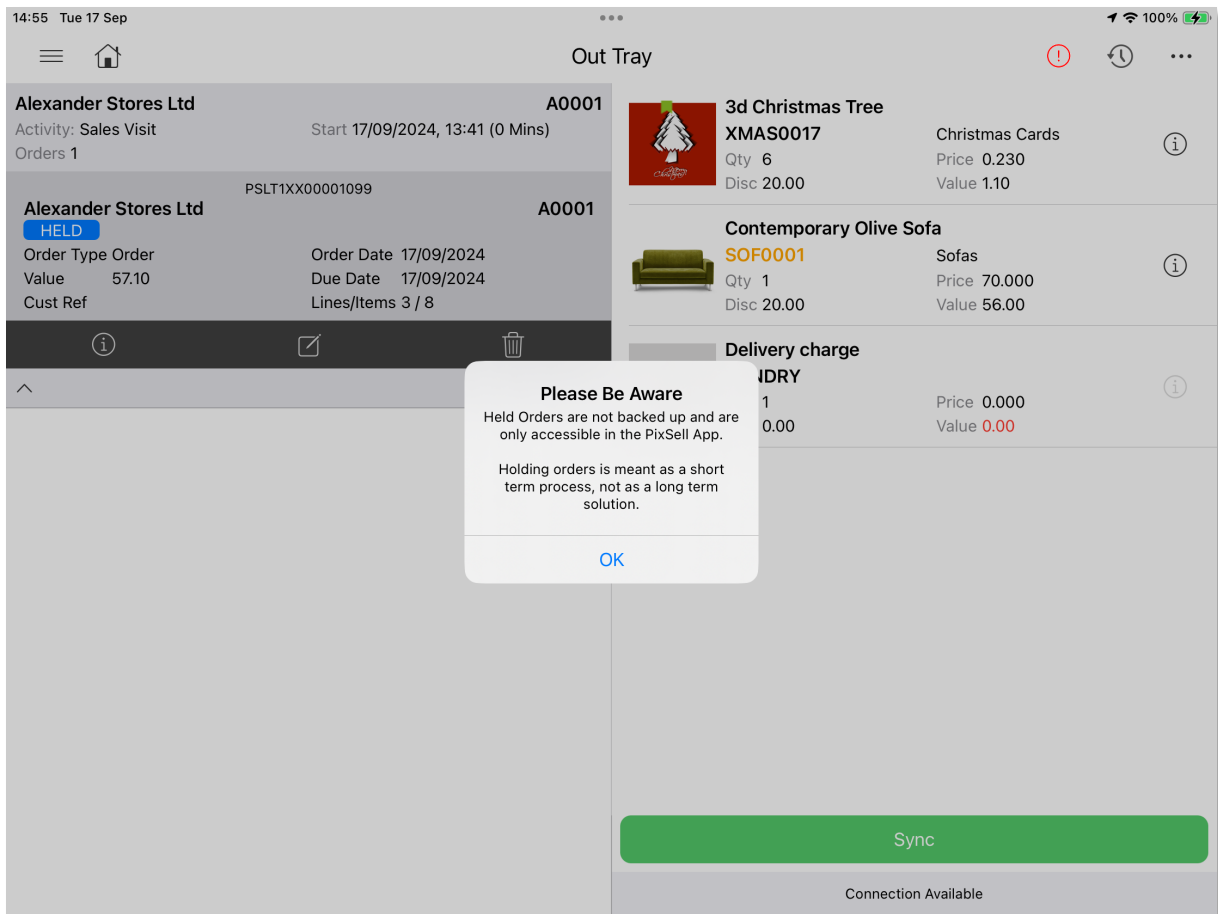 14:55 Tue 17 Sep
100%
Out Tray
Alexander Stores Ltd A0001
Activity: Sales Visit Start 17/09/2024, 13:41 (0 Mins)
Orders 1
PSLT1XX00001099
Alexander Stores Ltd A0001
HELD
Order Type Order Order Date 17/09/2024
Value 57.10 Due Date 17/09/2024
Cust Ref Lines/Items 3 / 8
3d Christmas Tree
XMAS0017 Christmas Cards
Qty 6 Price 0.230
Disc 20.00 Value 1.10
Contemporary Olive Sofa
SOF0001 Sofas
Qty 1 Price 70.000
Disc 20.00 Value 56.00
Delivery charge
NDRY
1 Price 0.000
0.00 Value 0.00
Please Be Aware
Held Orders are not backed up and are
only accessible in the PixSell App.
Holding orders is meant as a short
term process, not as a long term
solution.
OK
Sync
Connection Available